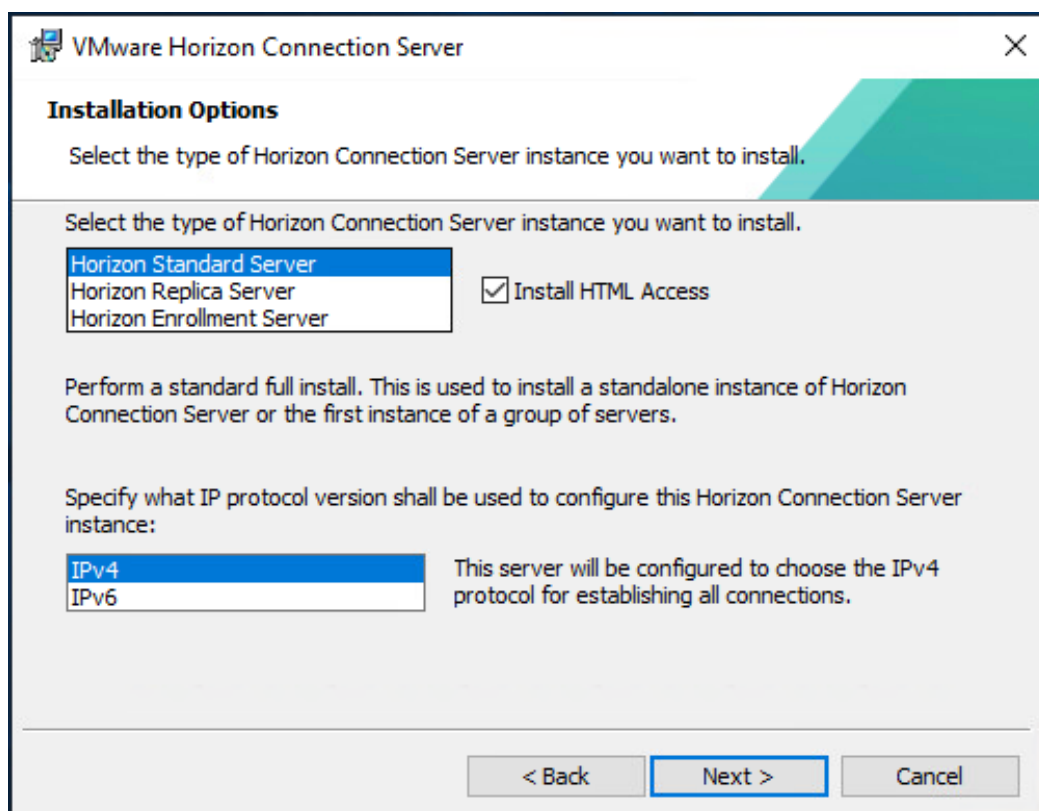 VMware Horizon Connection Server
Installation Options
Select the type of Horizon Connection Server instance you want to install.
Select the type of Horizon Connection Server instance you want to install.
Horizon Standard Server
Horizon Replica Server
Horizon Enrollment Server
Install HTML Access
Perform a standard full install. This is used to install a standalone instance of Horizon
Connection Server or the first instance of a group of servers.
Specify what IP protocol version shall be used to configure this Horizon Connection Server
instance:
IPv4
IPv6
This server will be configured to choose the IPv4
protocol for establishing all connections.
< Back
Next >
Cancel